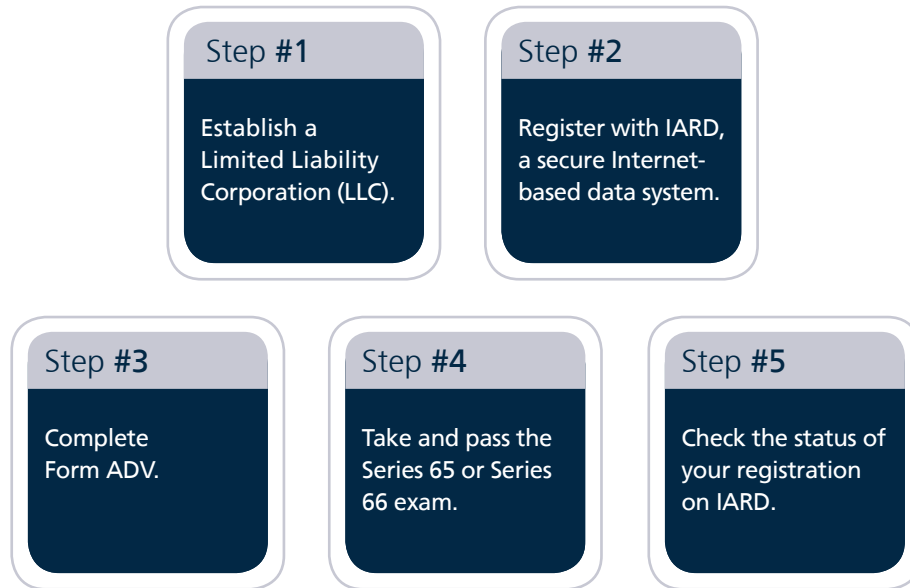 Step #1
Establish a
Limited Liability
Corporation (LLC).
Step #2
Register with IARD,
a secure Internet-
based data system.
Step #3
Complete
Form ADV.
Step #4
Take and pass the
Series 65 or Series
66 exam.
Step #5
Check the status of
your registration
on IARD.